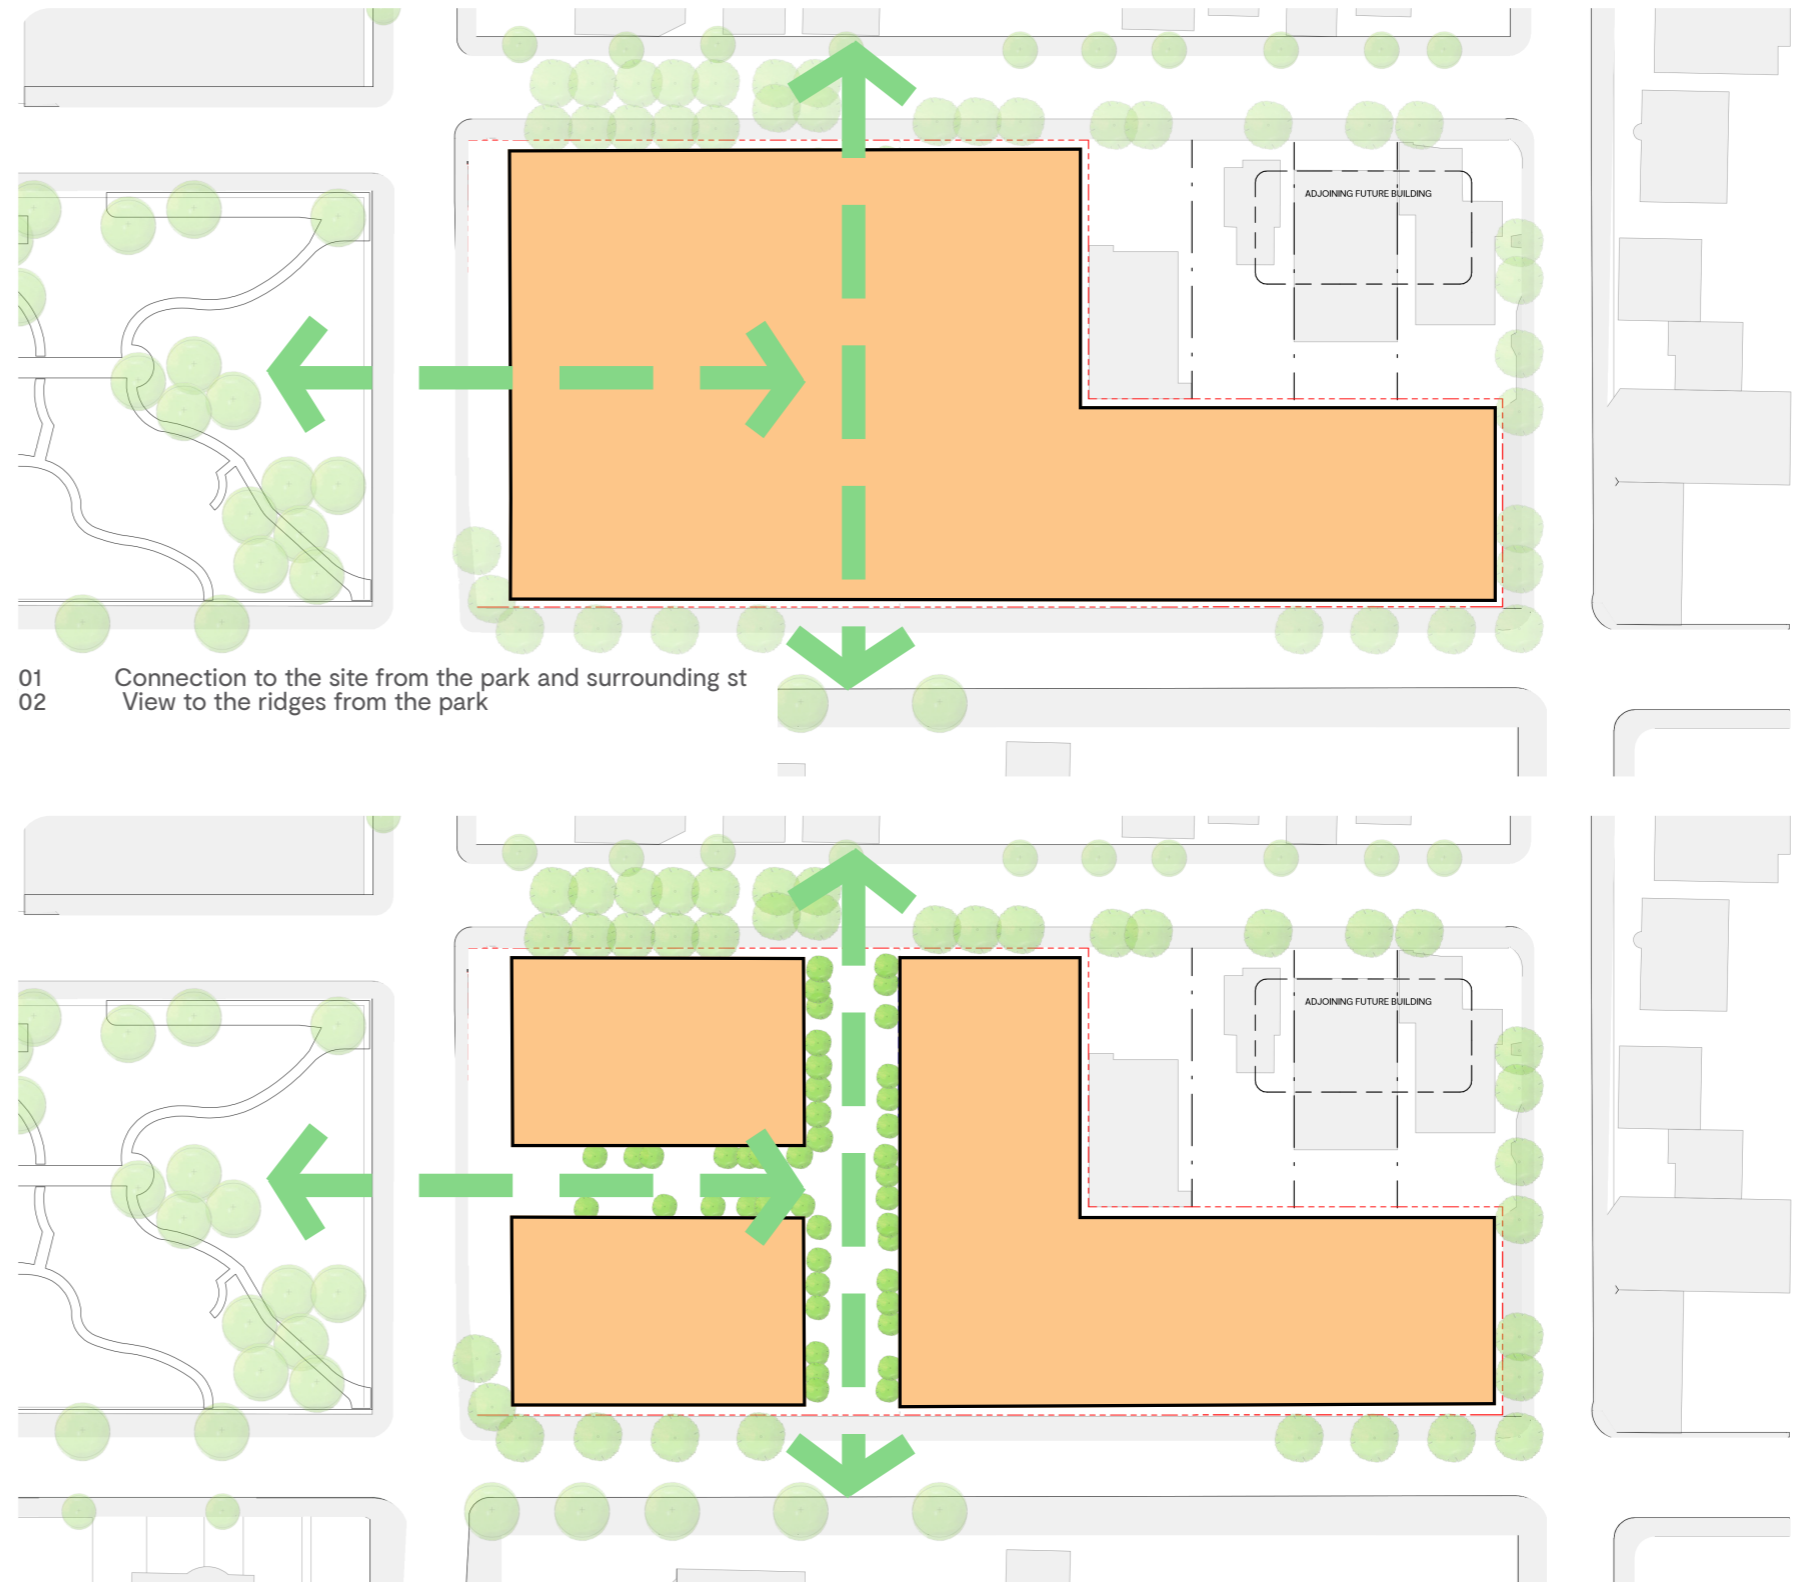 ADJOINING FUTURE BUILDING
01 Connection to the site from the park and surrounding st
02 View to the ridges from the park
ADJOINING FUTURE BUILDING